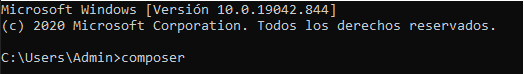 Microsoft Windows [Versión 10.0.19042.844]
(c) 2020 Microsoft Corporation. Todos los derechos reservados.
C:\Users\Admin>composer